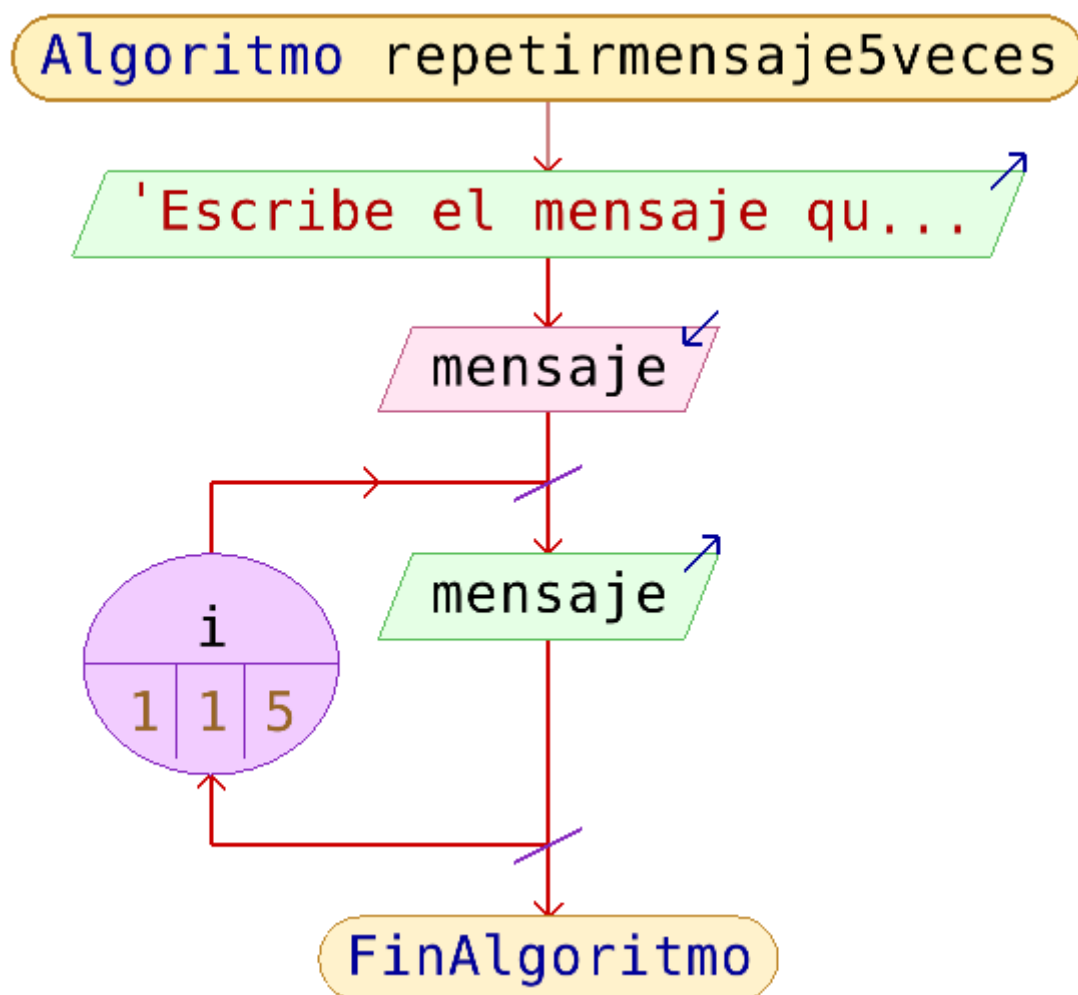 Algoritmo repetirmensaje5veces
'Escribe el mensaje qu...
mensaje
mensaje
i
1 1 5
FinAlgoritmo